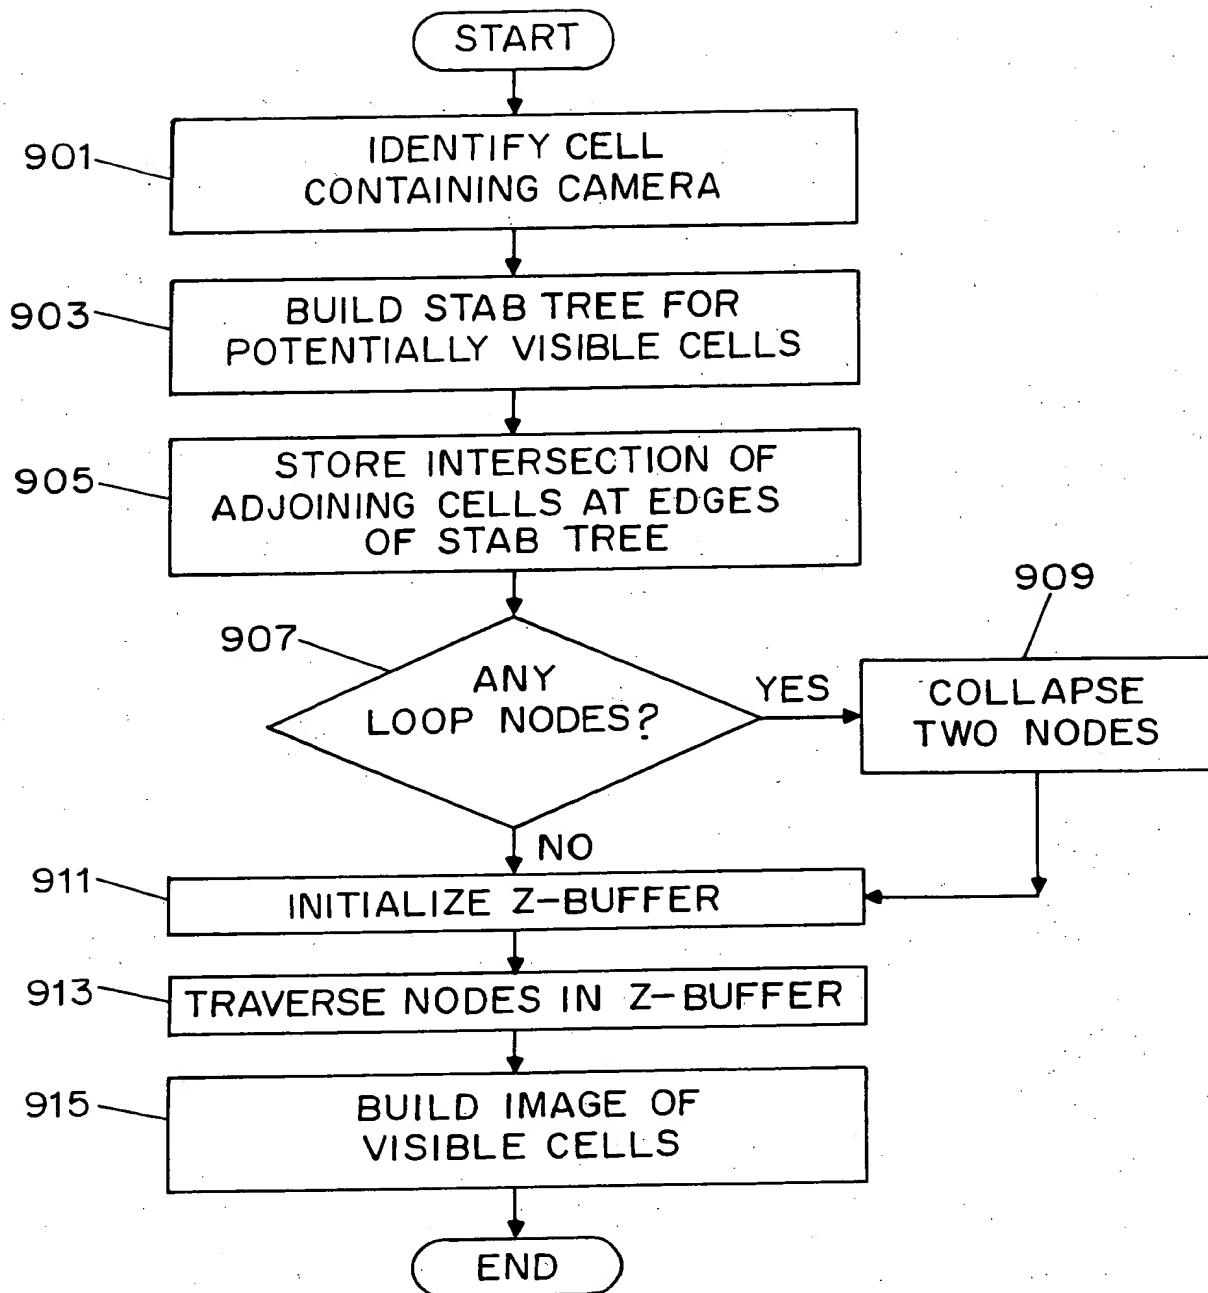 START
901
IDENTIFY CELL
CONTAINING CAMERA
903
BUILD STAB TREE FOR
POTENTIALLY VISIBLE CELLS
905
STORE INTERSECTION OF
ADJOINING CELLS AT EDGES
OF STAB TREE
907
ANY
LOOP NODES?
YES
909
COLLAPSE
TWO NODES
NO
911
INITIALIZE Z-BUFFER
913
TRAVERSE NODES IN Z-BUFFER
915
BUILD IMAGE OF
VISIBLE CELLS
END